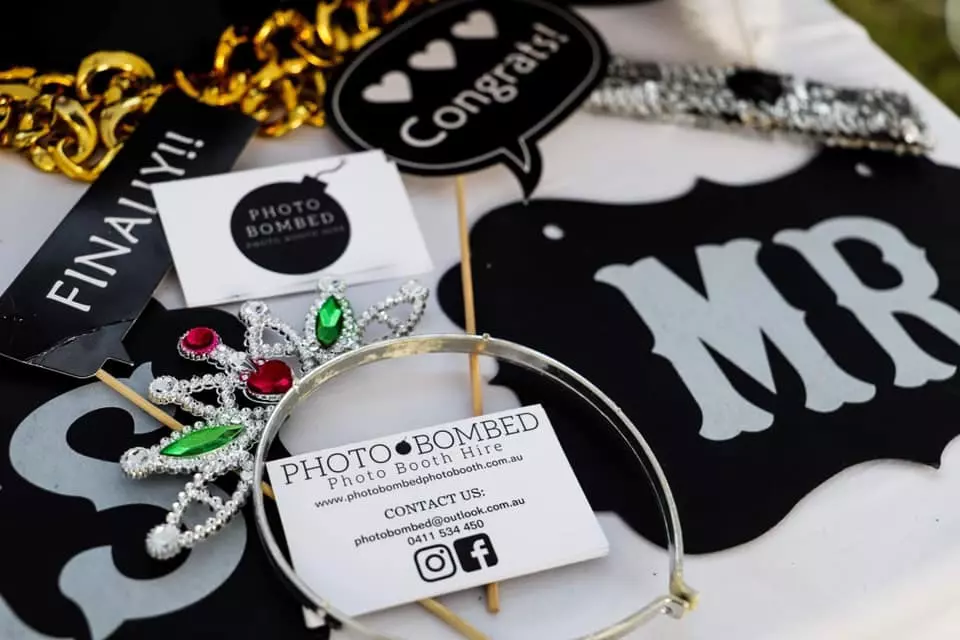 Congrats!
FINALLY!!
PHOTO
BOMBED
PHOTO BOOTH HIRE
MR
S
PHOTO BOMBED
Photo Booth Hire
www.photobombedphotobooth.com.au
CONTACT US:
photobombed@outlook.com.au
0411 534 450